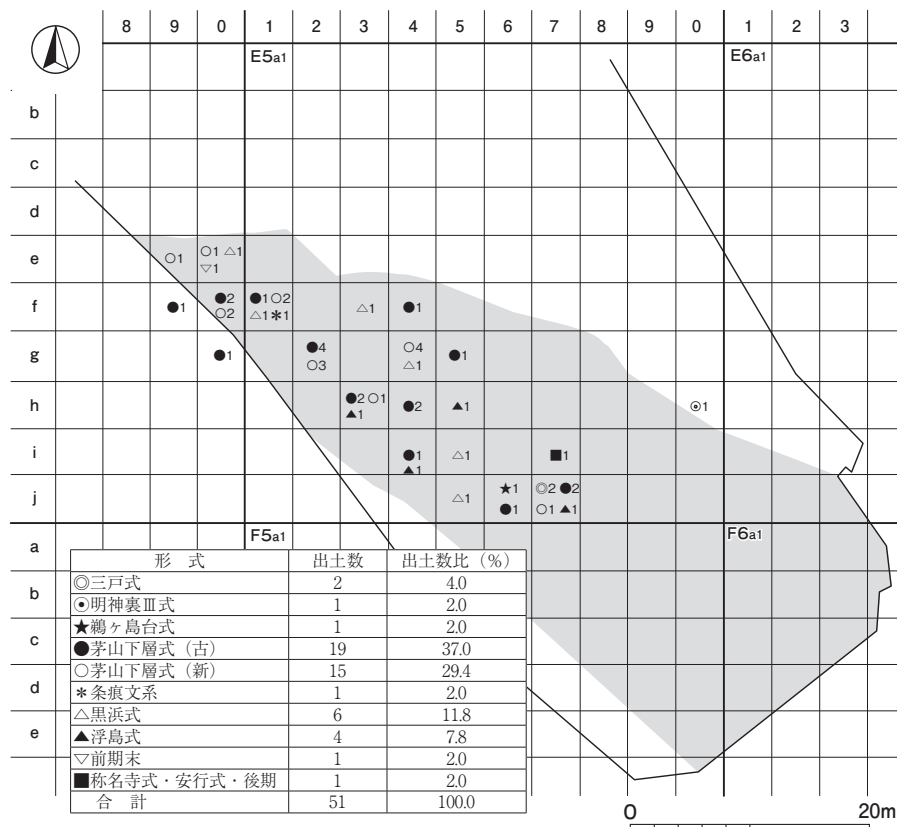 8 9 0 1 2 3 4 5 6 7 8 9 0 1 2 3
E5a1 E6a1
b
c
d
e ○1 ○1 △1
▽1
f ●1 ●2 ●1 ○2 △1 ●1
○2 △1 *1
g ●1 ●4 ○4 ●1
○3 △1
h ●2 ○1 ●2 ▲1 ⦿1
▲1
i ●1 △1 ■1
▲1
j △1 ★1 ◎2 ●2
●1 ○1 ▲1
F5a1 F6a1
a
b
c
d
e
形 式 出土数 出土数比(%)
◎三戸式 2 4.0
⦿明神裏Ⅲ式 1 2.0
★鵜ヶ島台式 1 2.0
●茅山下層式(古) 19 37.0
○茅山下層式(新) 15 29.4
*条痕文系 1 2.0
△黒浜式 6 11.8
▲浮島式 4 7.8
▽前期末 1 2.0
■称名寺式・安行式・後期 1 2.0
合 計 51 100.0
0 20m